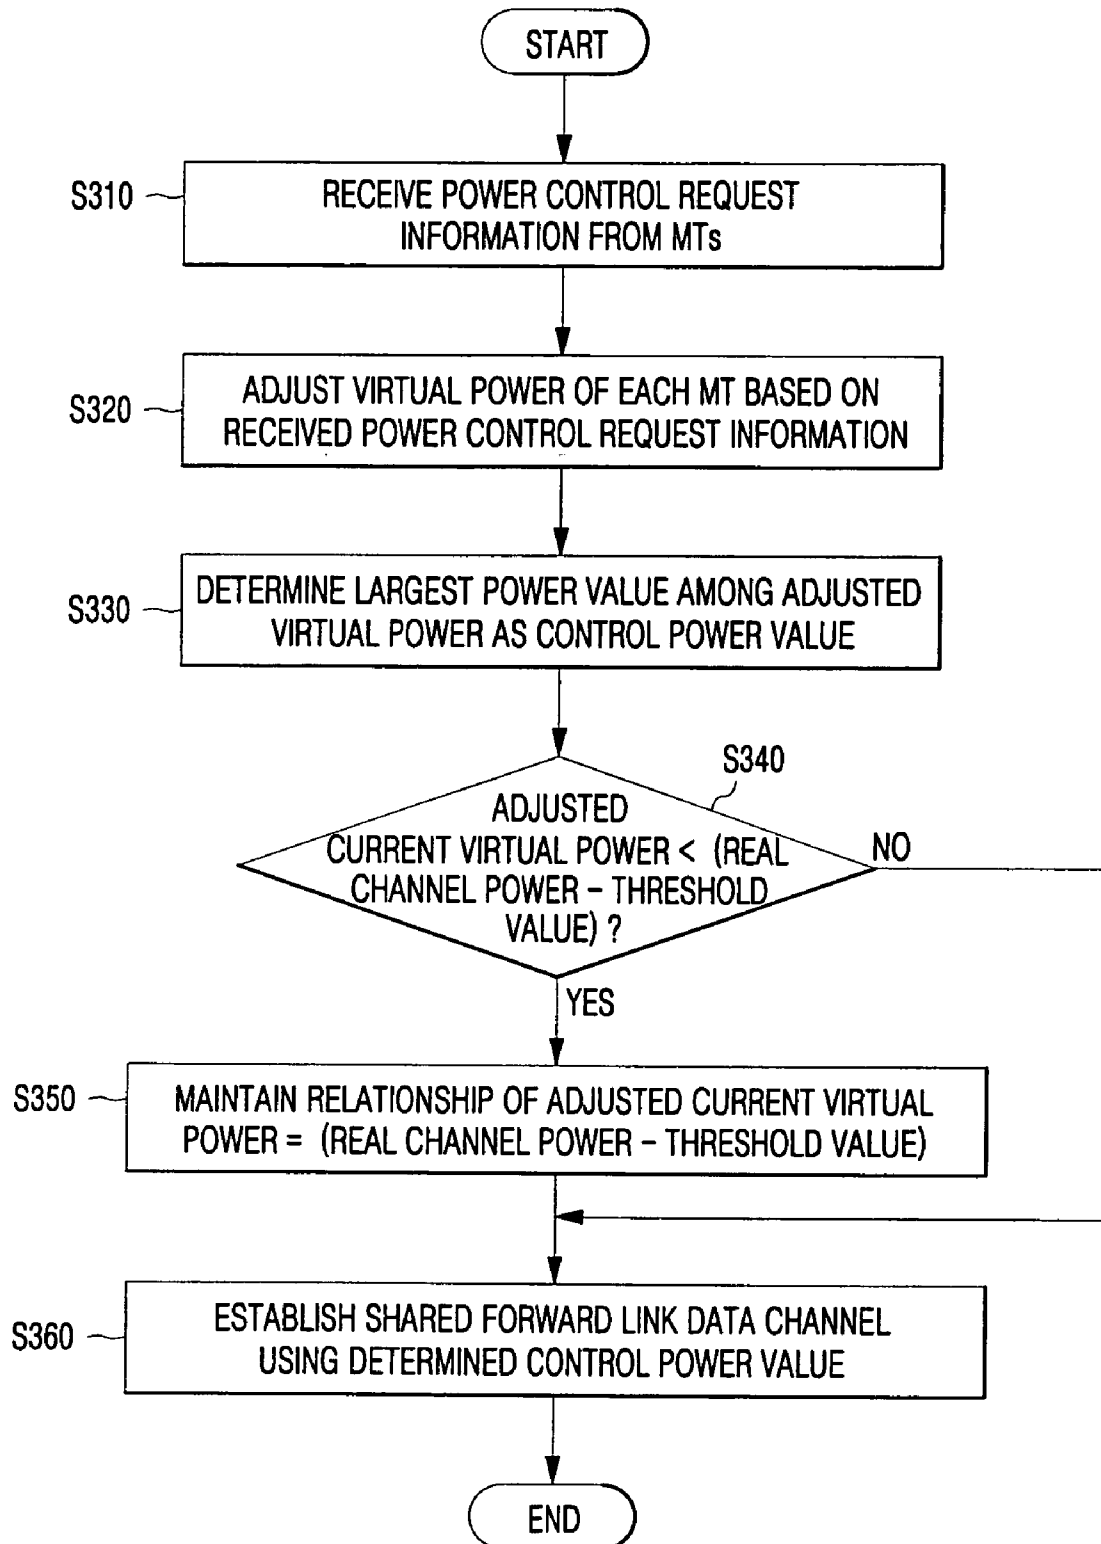 START
S310
RECEIVE POWER CONTROL REQUEST
INFORMATION FROM MTs
S320
ADJUST VIRTUAL POWER OF EACH MT BASED ON
RECEIVED POWER CONTROL REQUEST INFORMATION
S330
DETERMINE LARGEST POWER VALUE AMONG ADJUSTED
VIRTUAL POWER AS CONTROL POWER VALUE
S340
ADJUSTED
CURRENT VIRTUAL POWER < (REAL
CHANNEL POWER – THRESHOLD
VALUE) ?
NO
YES
S350
MAINTAIN RELATIONSHIP OF ADJUSTED CURRENT VIRTUAL
POWER = (REAL CHANNEL POWER – THRESHOLD VALUE)
S360
ESTABLISH SHARED FORWARD LINK DATA CHANNEL
USING DETERMINED CONTROL POWER VALUE
END